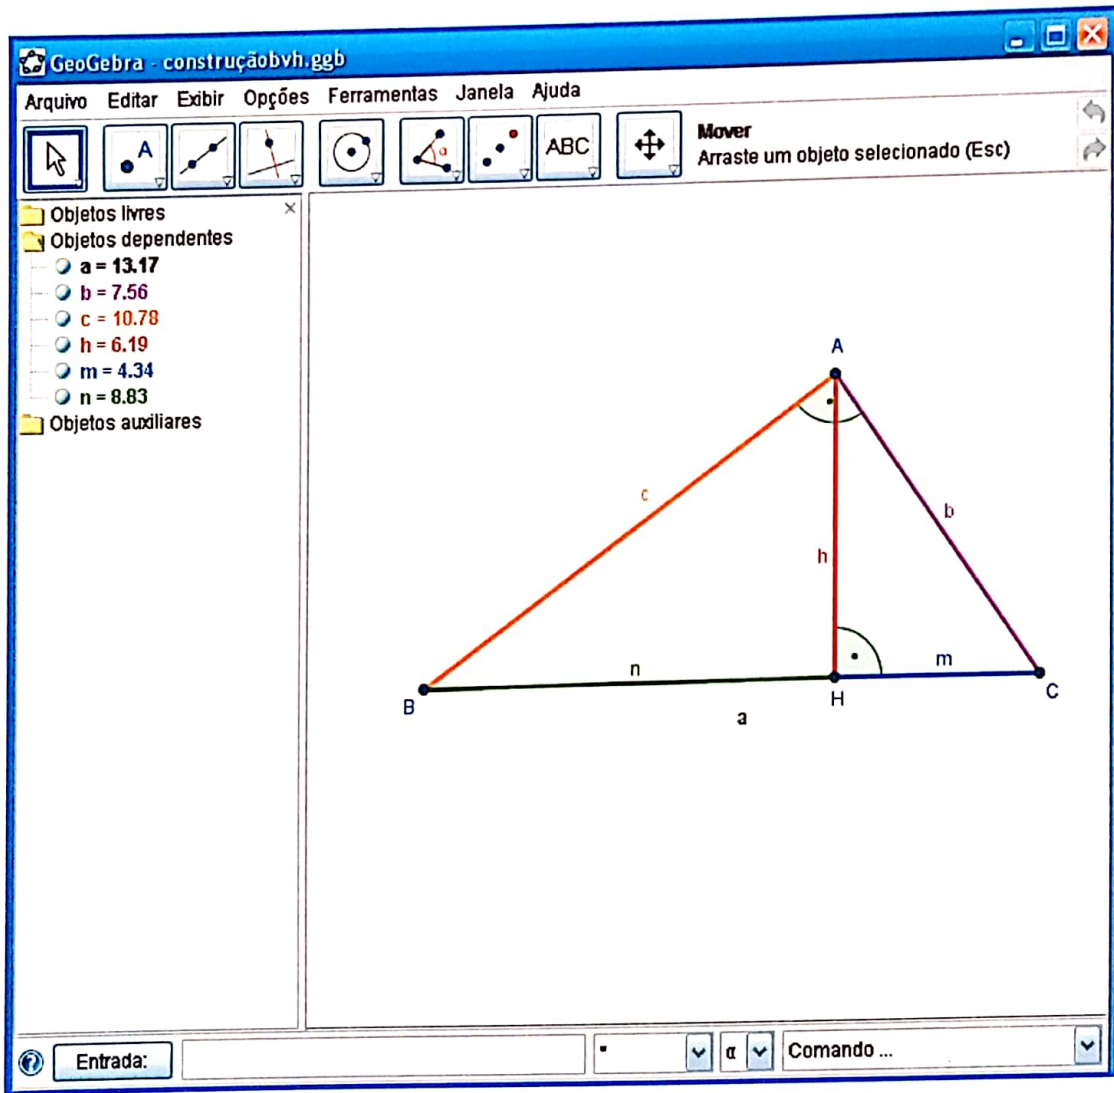 GeoGebra - construçãobvh.ggb
Arquivo Editar Exibir Opções Ferramentas Janela Ajuda
A
α
ABC
Mover
Arraste um objeto selecionado (Esc)
Objetos livres
Objetos dependentes
a = 13.17
b = 7.56
c = 10.78
h = 6.19
m = 4.34
n = 8.83
Objetos auxiliares
A
c
b
h
n
m
B
H
C
a
Entrada:
α
Comando ...